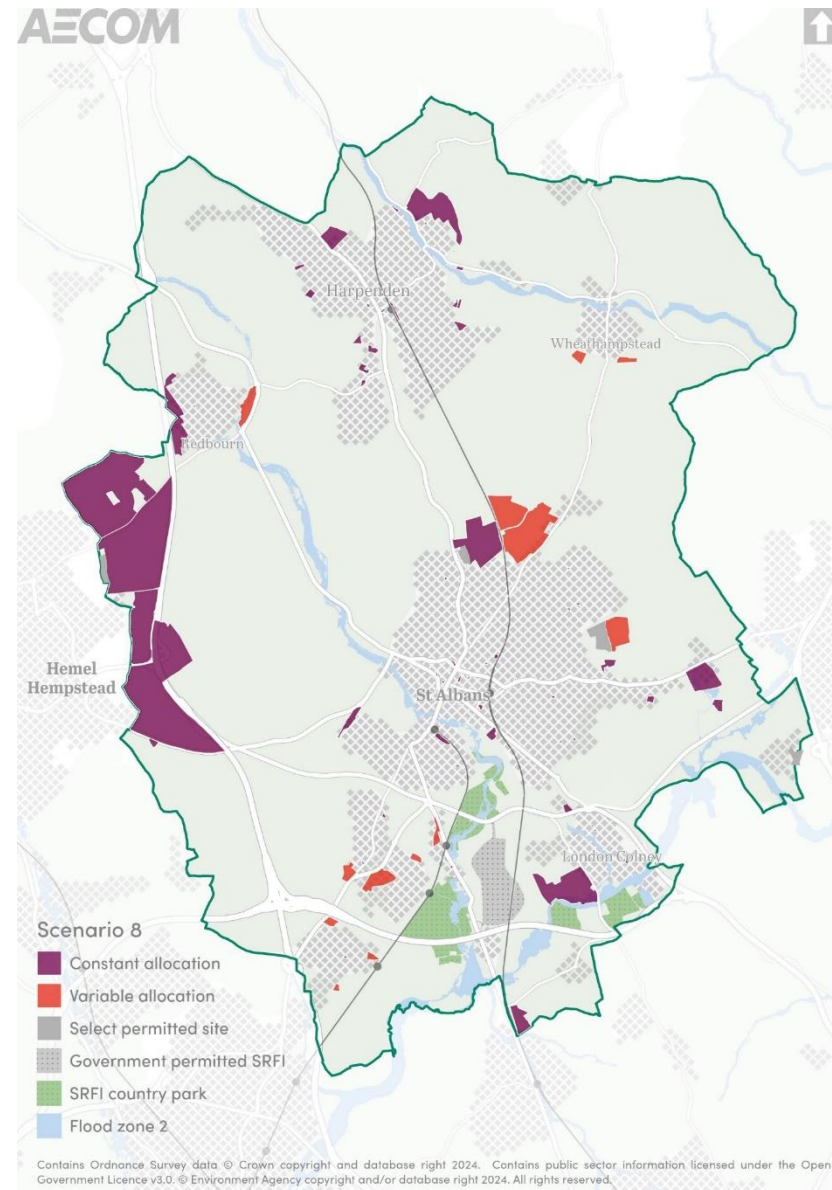 AECOM
Harpenden
Wheathampstead
Redbourn
Hemel
Hempstead
St Albans
London Colney
Scenario 8
Constant allocation
Variable allocation
Select permitted site
Government permitted SRFI
SRFI country park
Flood zone 2
Contains Ordnance Survey data © Crown copyright and database right 2024. Contains public sector information licensed under the Open
Government Licence v3.0. © Environment Agency copyright and/or database right 2024. All rights reserved.